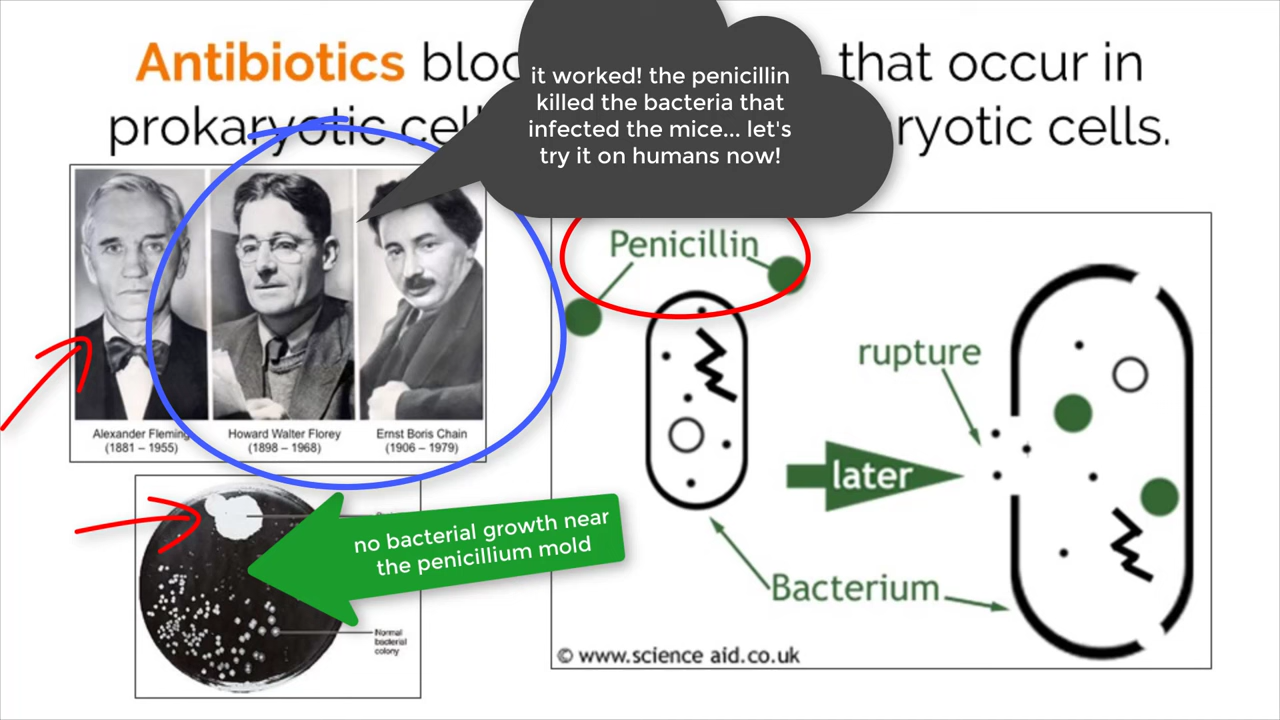 Antibiotics bloc
that occur in
prokaryotic cel
ryotic cells.
it worked! the penicillin
killed the bacteria that
infected the mice... let's
try it on humans now!
Alexander Fleming
(1881 – 1955)
Howard Walter Florey
(1898 – 1968)
Ernst Boris Chain
(1906 – 1979)
no bacterial growth near
the penicillium mold
Normal
bacterial
colony
Penicillin
rupture
later
Bacterium
© www.science aid.co.uk